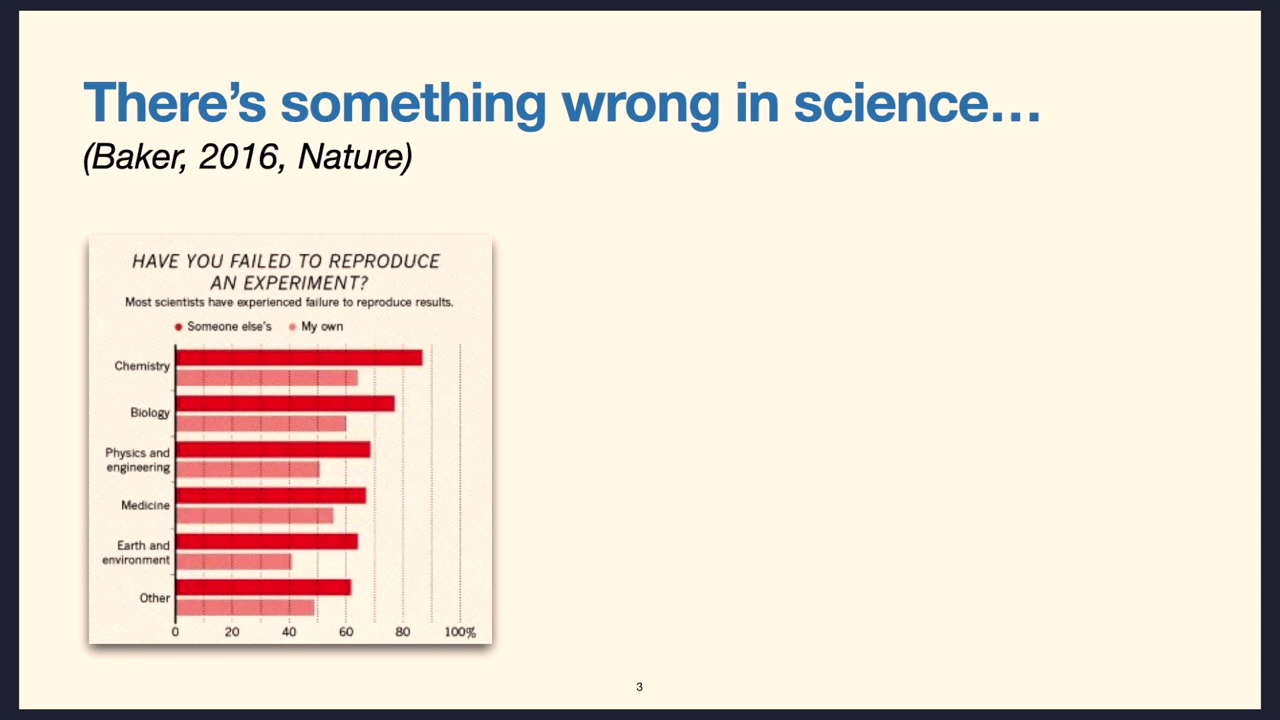 There’s something wrong in science…
(Baker, 2016, Nature)
HAVE YOU FAILED TO REPRODUCE
AN EXPERIMENT?
Most scientists have experienced failure to reproduce results.
Someone else's My own
Chemistry
Biology
Physics and
engineering
Medicine
Earth and
environment
Other
0 20 40 60 80 100%
3